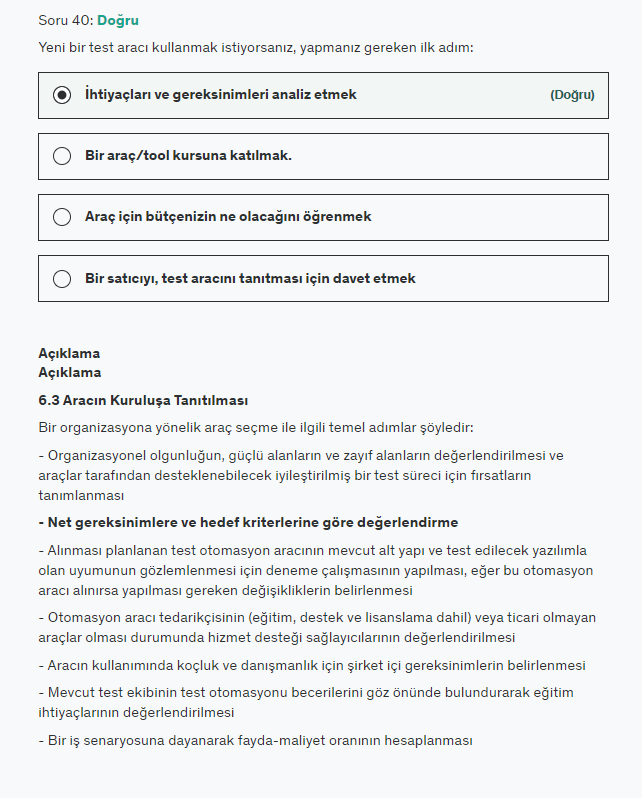 Soru 40: Doğru
Yeni bir test aracı kullanmak istiyorsanız, yapmanız gereken ilk adım:
İhtiyaçları ve gereksinimleri analiz etmek (Doğru)
Bir araç/tool kursuna katılmak.
Araç için bütçenizin ne olacağını öğrenmek
Bir satıcıyı, test aracını tanıtması için davet etmek
Açıklama
Açıklama
6.3 Aracın Kuruluşa Tanıtılması
Bir organizasyona yönelik araç seçme ile ilgili temel adımlar şöyledir:
- Organizasyonel olgunluğun, güçlü alanların ve zayıf alanların değerlendirilmesi ve
araçlar tarafından desteklenebilecek iyileştirilmiş bir test süreci için fırsatların
tanımlanması
- Net gereksinimlere ve hedef kriterlerine göre değerlendirme
- Alınması planlanan test otomasyon aracının mevcut alt yapı ve test edilecek yazılımla
olan uyumunun gözlemlenmesi için deneme çalışmasının yapılması, eğer bu otomasyon
aracı alınırsa yapılması gereken değişikliklerin belirlenmesi
- Otomasyon aracı tedarikçisinin (eğitim, destek ve lisanslama dahil) veya ticari olmayan
araçlar olması durumunda hizmet desteği sağlayıcılarının değerlendirilmesi
- Aracın kullanımında koçluk ve danışmanlık için şirket içi gereksinimlerin belirlenmesi
- Mevcut test ekibinin test otomasyonu becerilerini göz önünde bulundurarak eğitim
ihtiyaçlarının değerlendirilmesi
- Bir iş senaryosuna dayanarak fayda-maliyet oranının hesaplanması